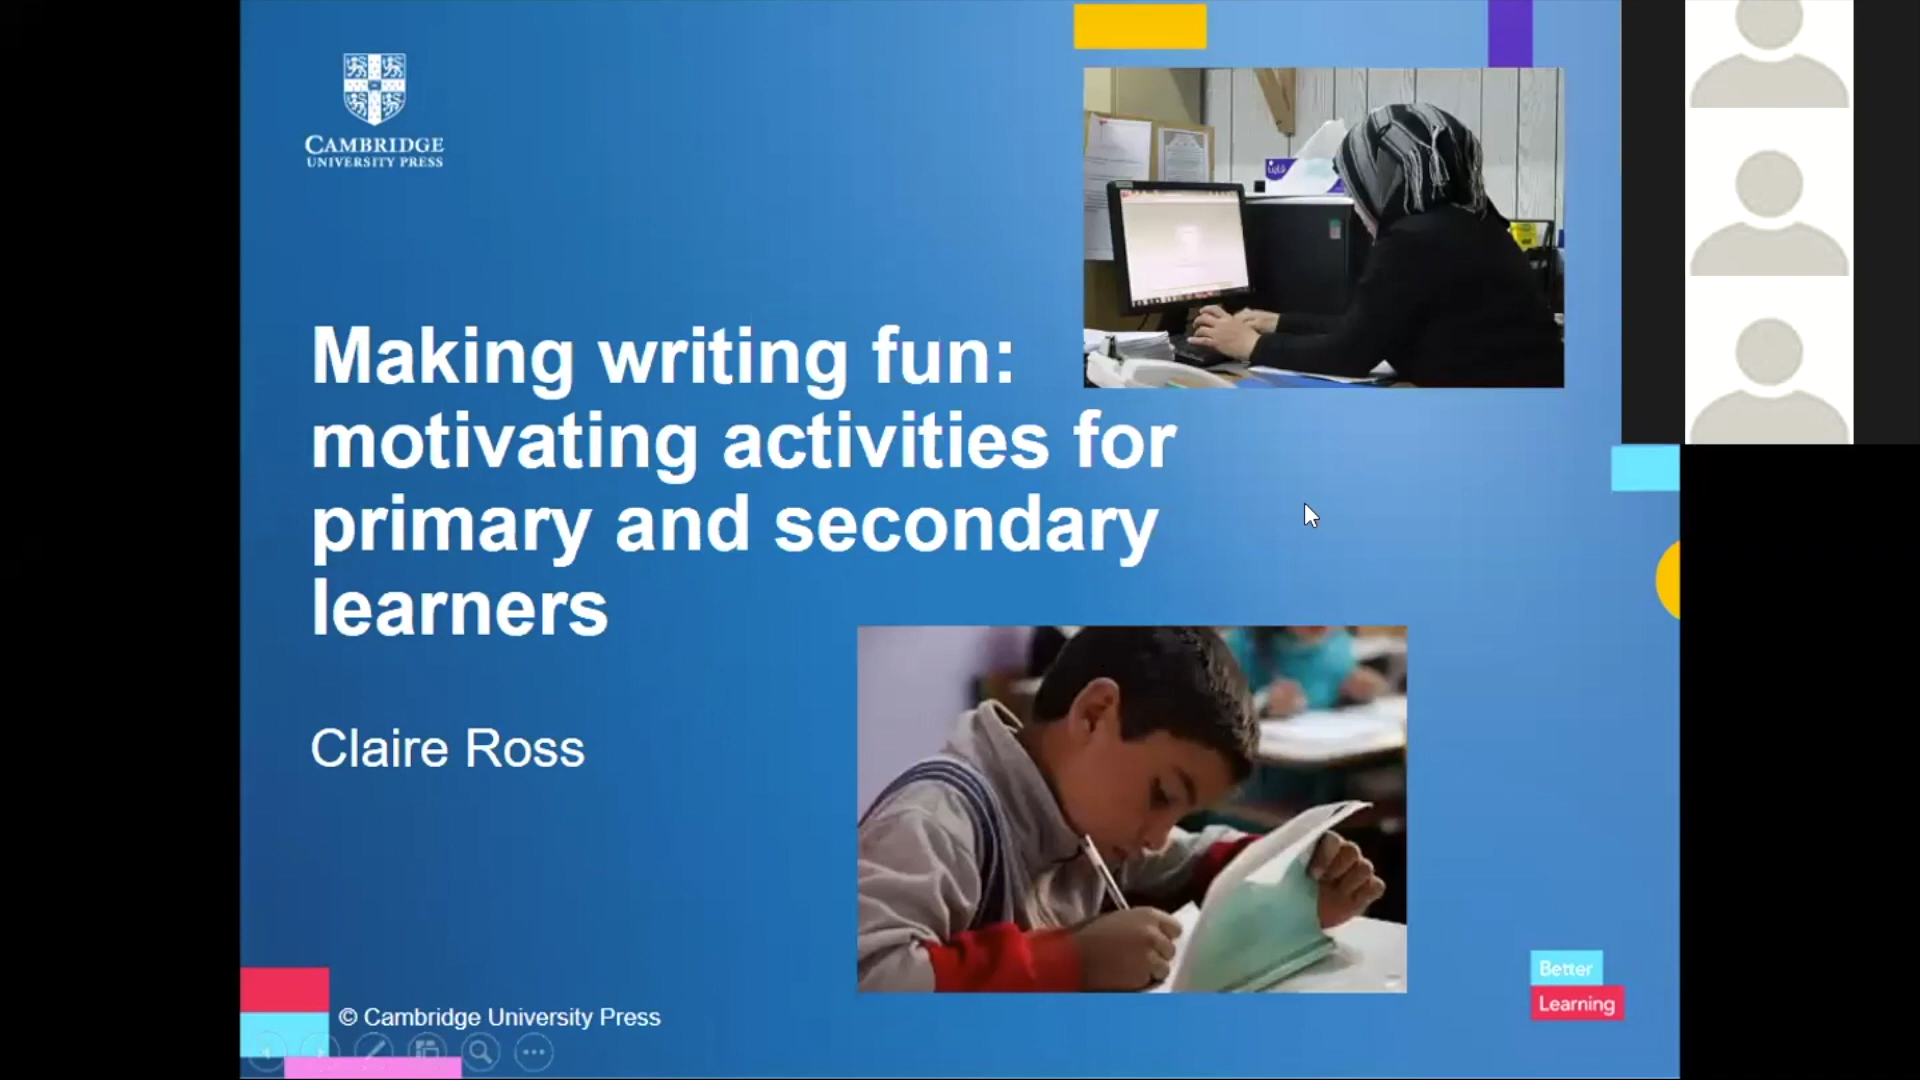 CAMBRIDGE
UNIVERSITY PRESS
Making writing fun:
motivating activities for
primary and secondary
learners
Claire Ross
© Cambridge University Press
Better
Learning